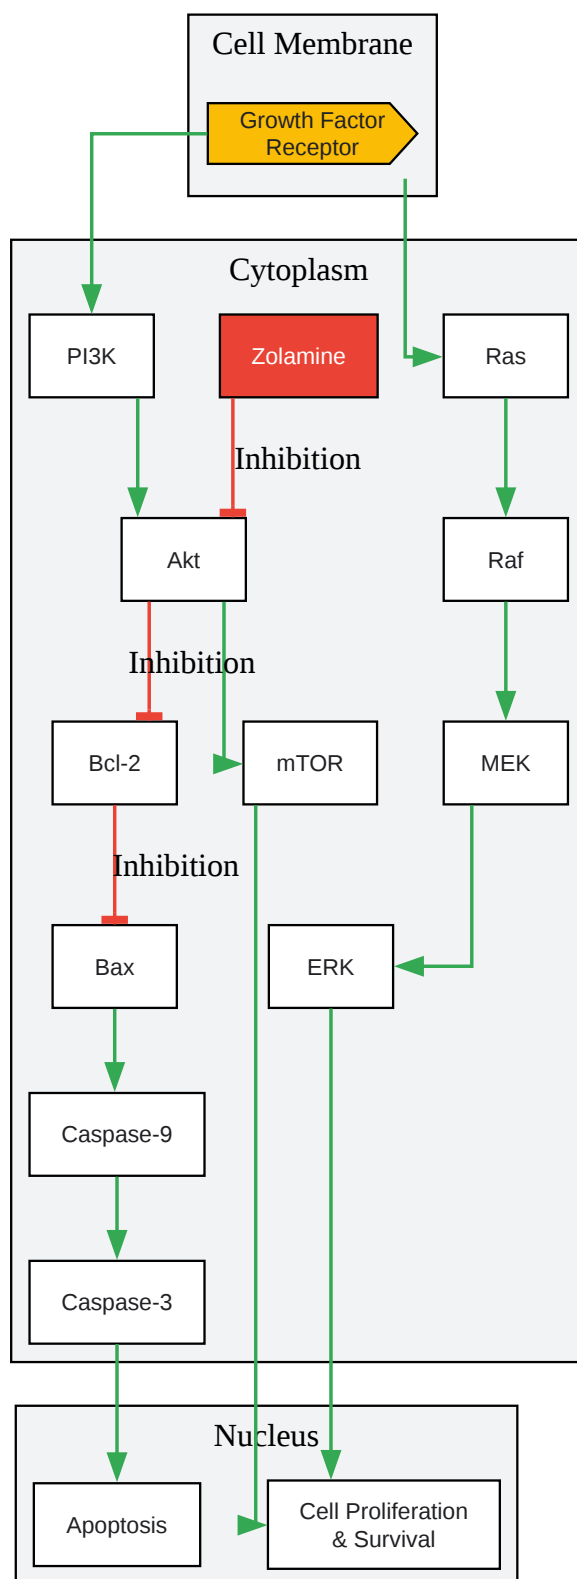 Cell Membrane
Growth Factor
Receptor
Cytoplasm
PI3K
Zolamine
Ras
Inhibition
Akt
Raf
Inhibition
Bcl-2
mTOR
MEK
Inhibition
Bax
ERK
Caspase-9
Caspase-3
Nucleus
Apoptosis
Cell Proliferation
& Survival